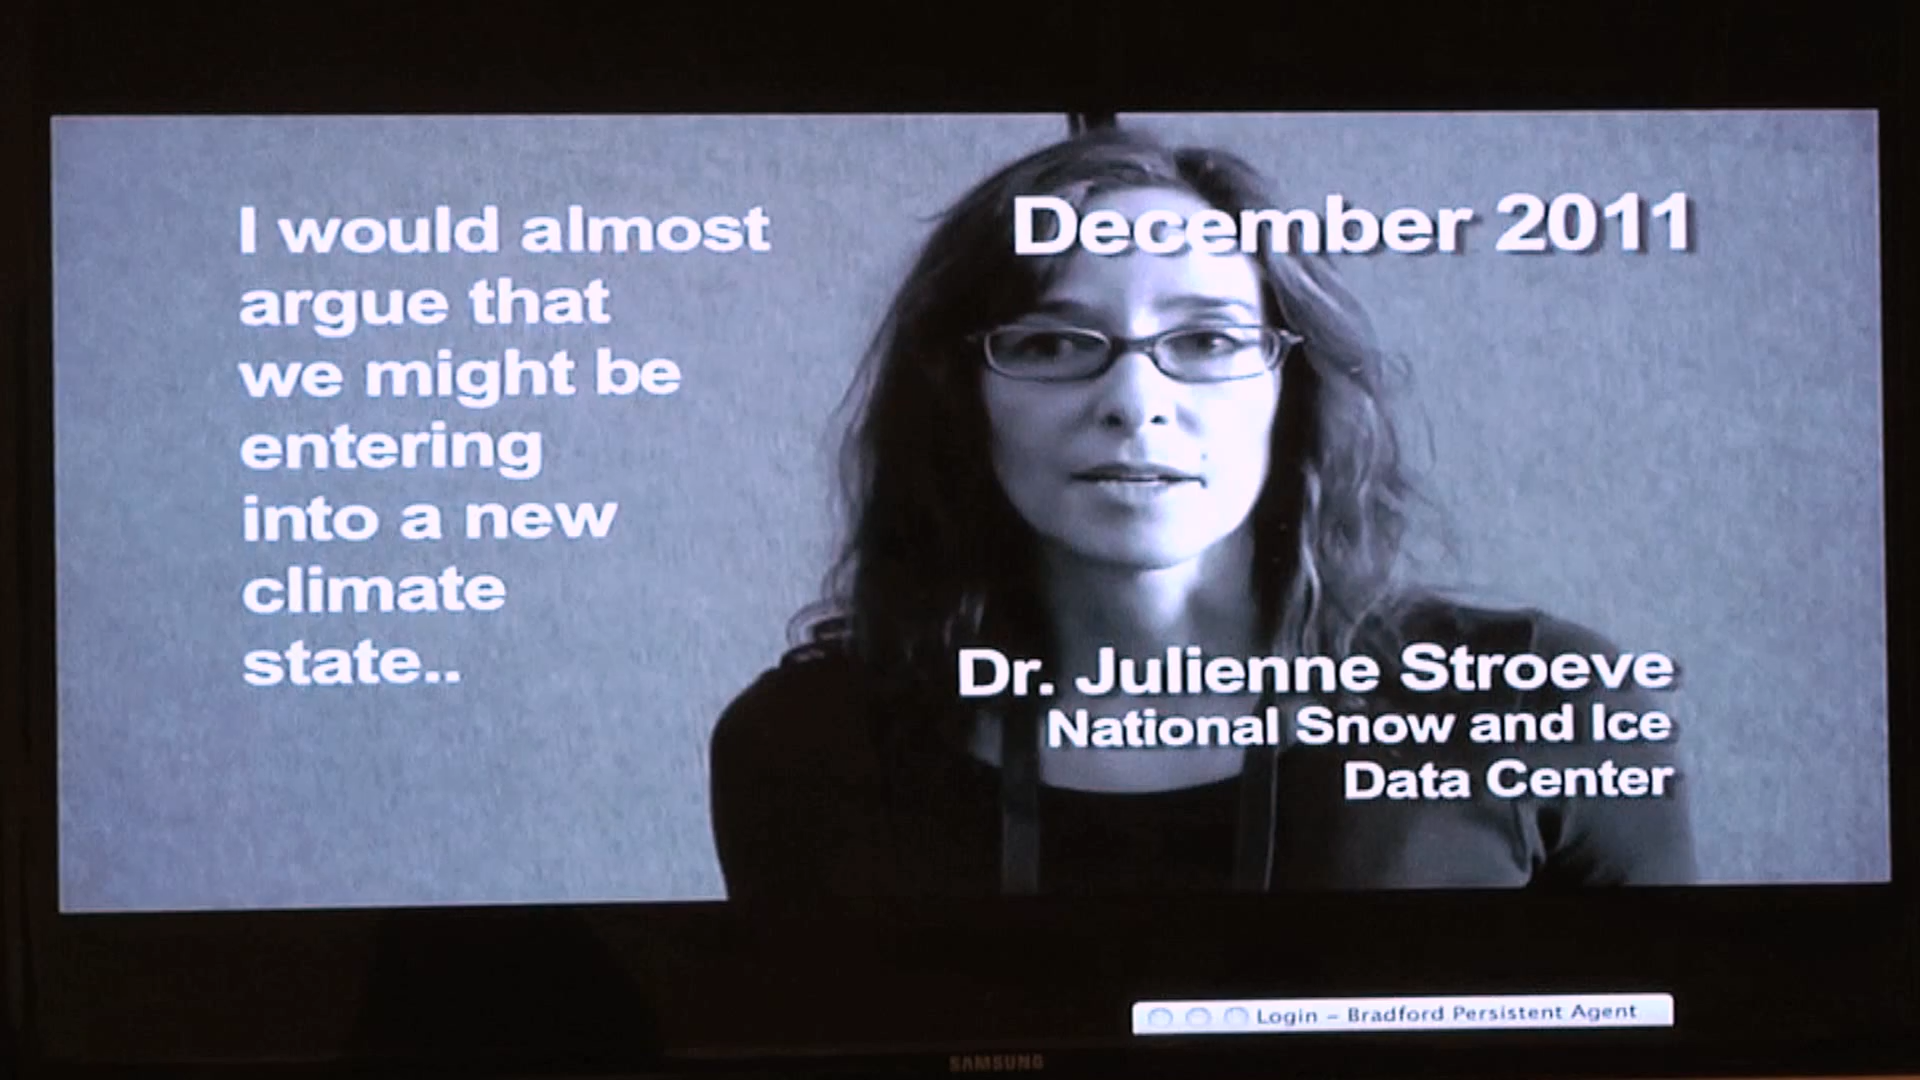 I would almost
argue that
we might be
entering
into a new
climate
state..
December 2011
Dr. Julienne Stroeve
National Snow and Ice
Data Center
Login – Bradford Persistent Agent
SAMSUNG